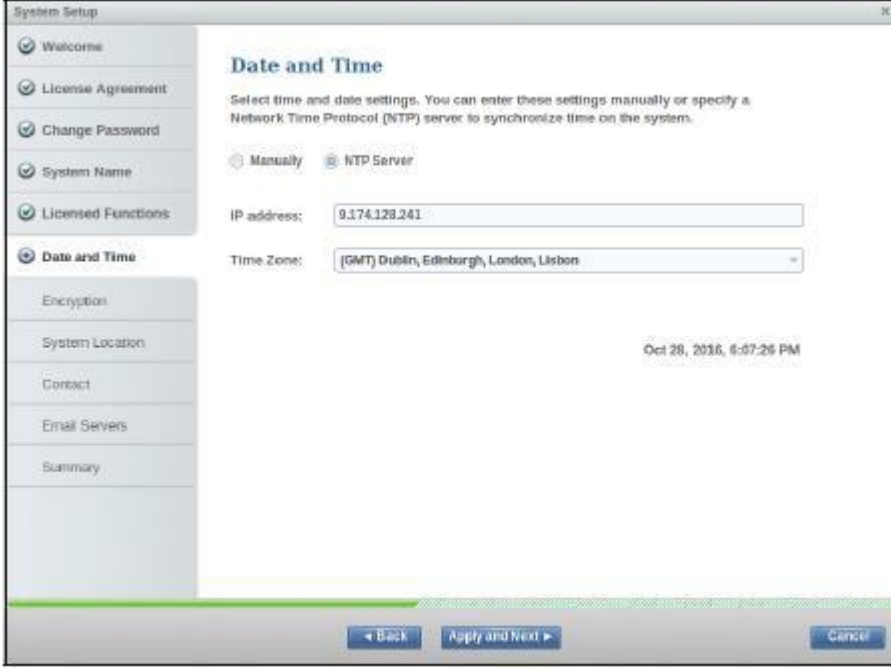 System Setup
Welcome
License Agreement
Change Password
System Name
Licensed Functions
Date and Time
Encryption
System Location
Contact
Email Servers
Summary
Date and Time
Select time and date settings. You can enter these settings manually or specify a
Network Time Protocol (NTP) server to synchronize time on the system.
Manually NTP Server
IP address: 9.174.128.241
Time Zone: (GMT) Dublin, Edinburgh, London, Lisbon
Oct 28, 2016, 6:07:26 PM
Back Apply and Next Cancel